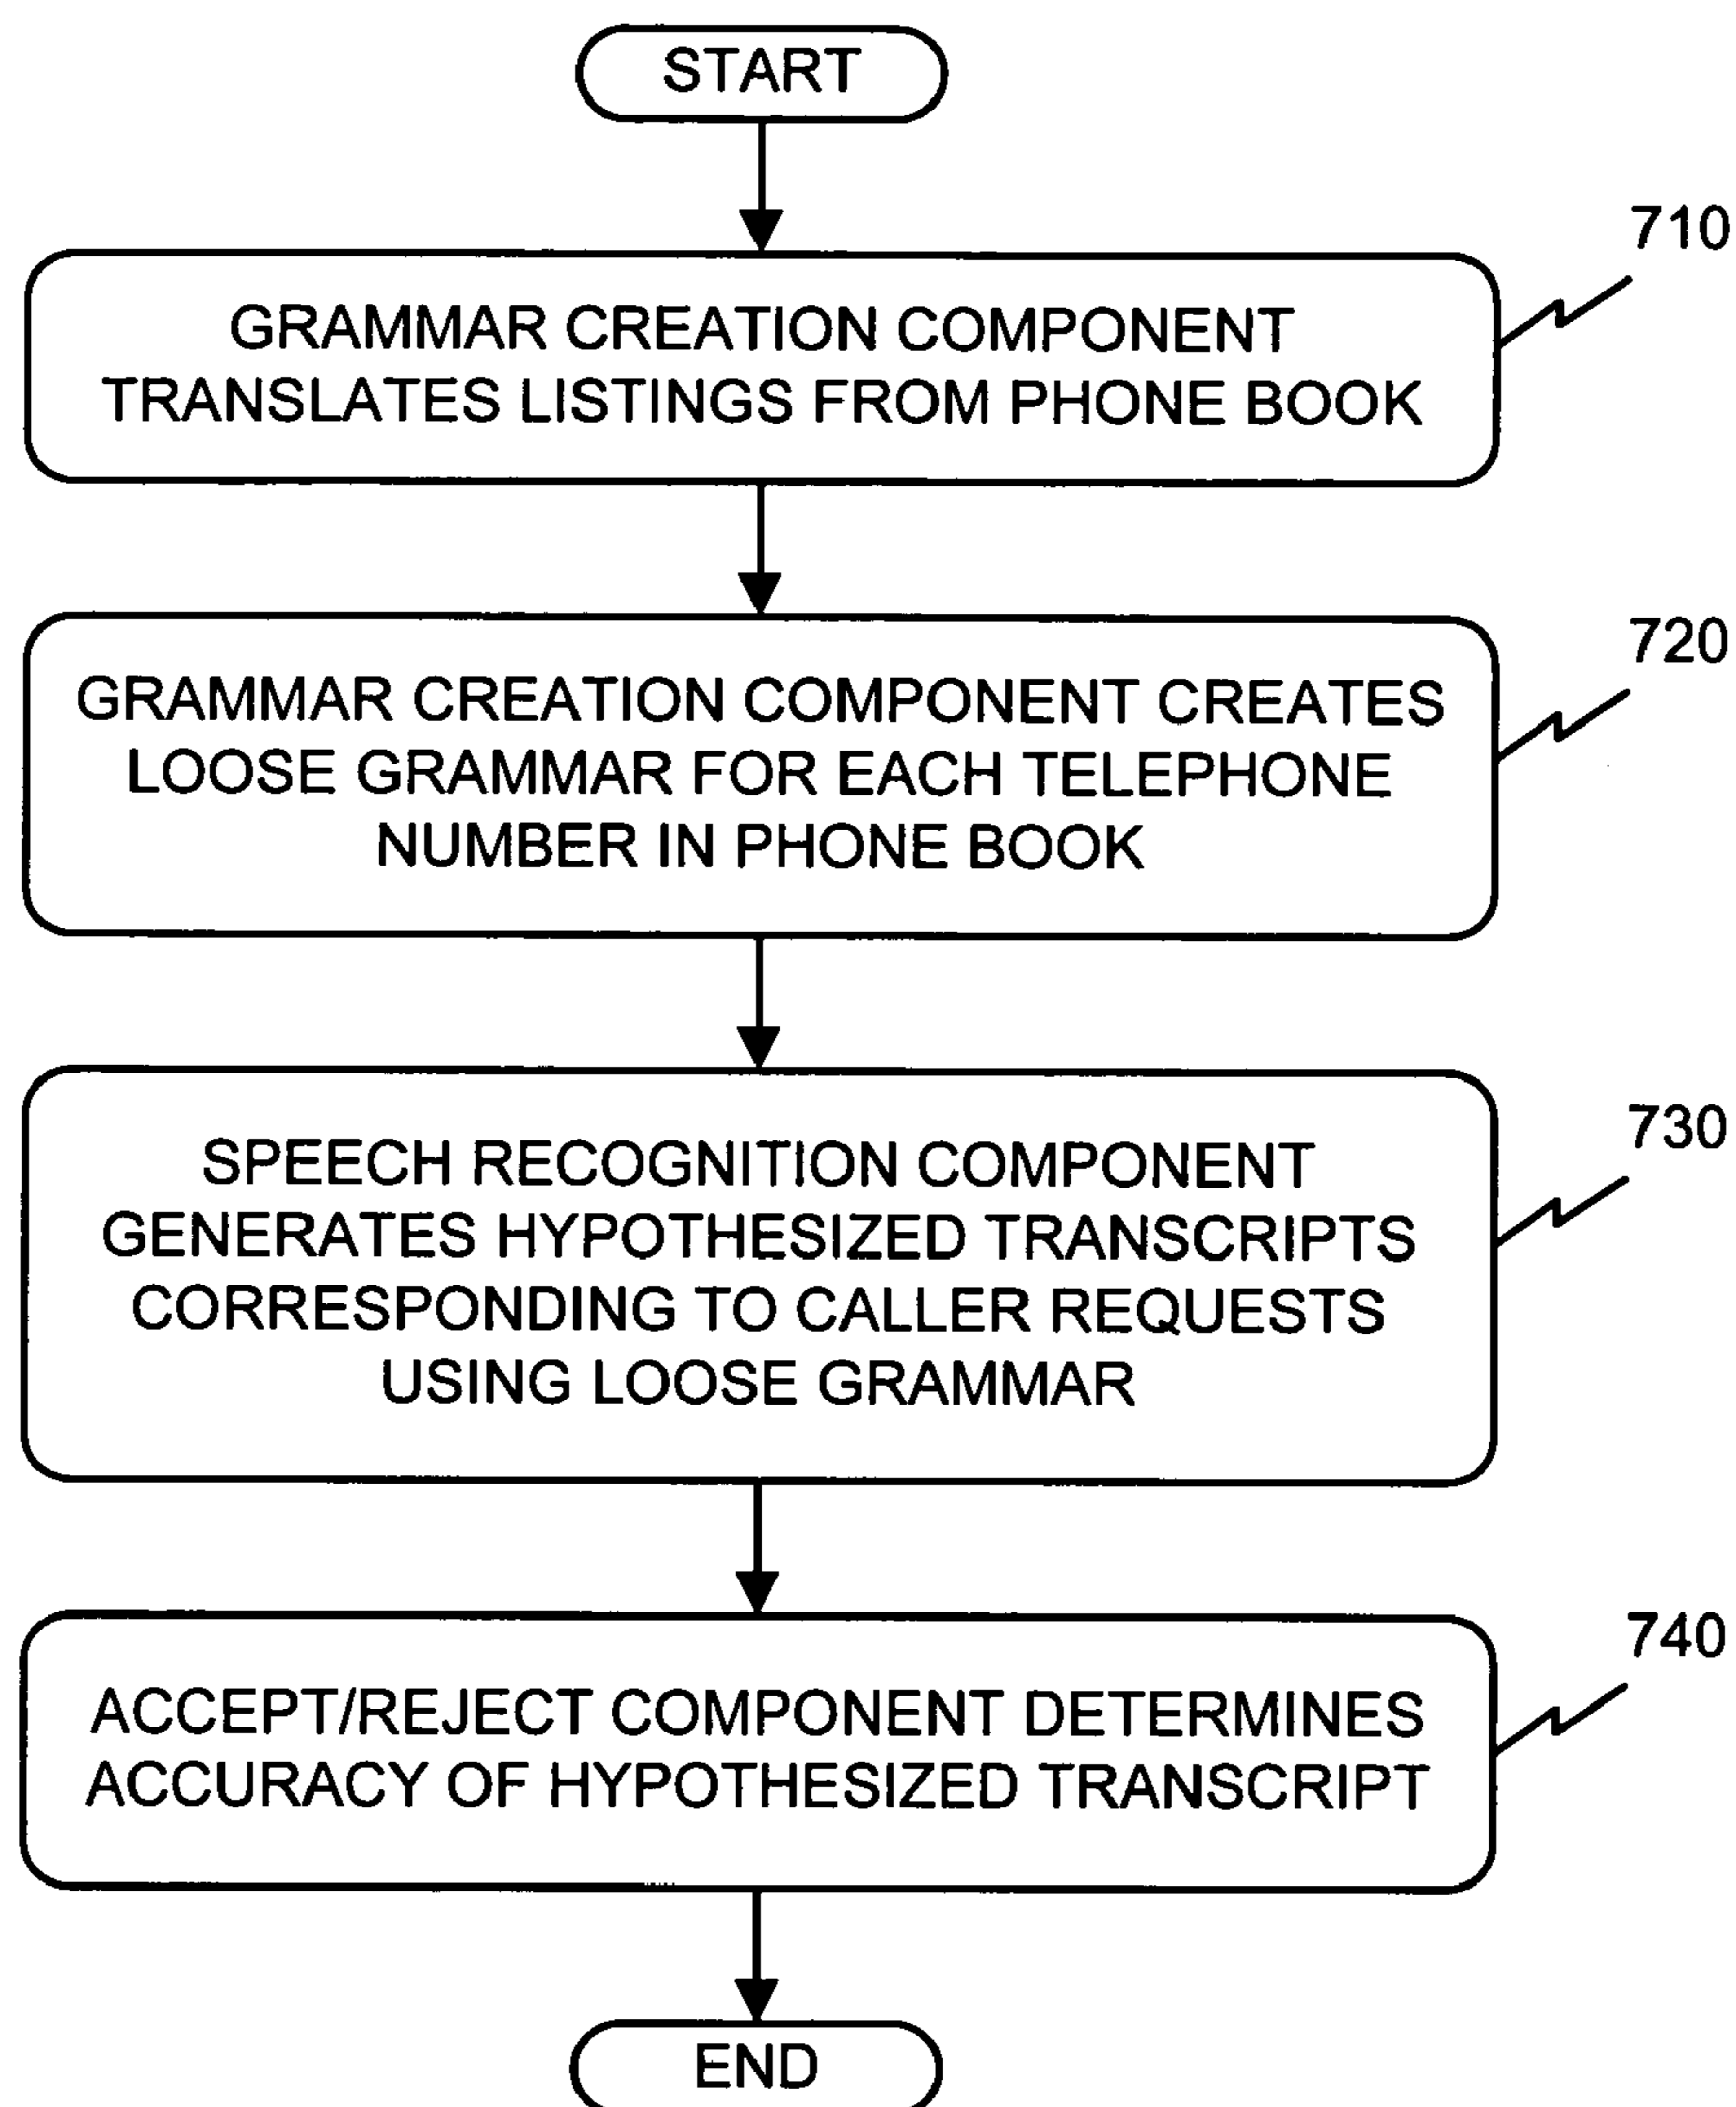 START
710
GRAMMAR CREATION COMPONENT
TRANSLATES LISTINGS FROM PHONE BOOK
720
GRAMMAR CREATION COMPONENT CREATES
LOOSE GRAMMAR FOR EACH TELEPHONE
NUMBER IN PHONE BOOK
730
SPEECH RECOGNITION COMPONENT
GENERATES HYPOTHESIZED TRANSCRIPTS
CORRESPONDING TO CALLER REQUESTS
USING LOOSE GRAMMAR
740
ACCEPT/REJECT COMPONENT DETERMINES
ACCURACY OF HYPOTHESIZED TRANSCRIPT
END